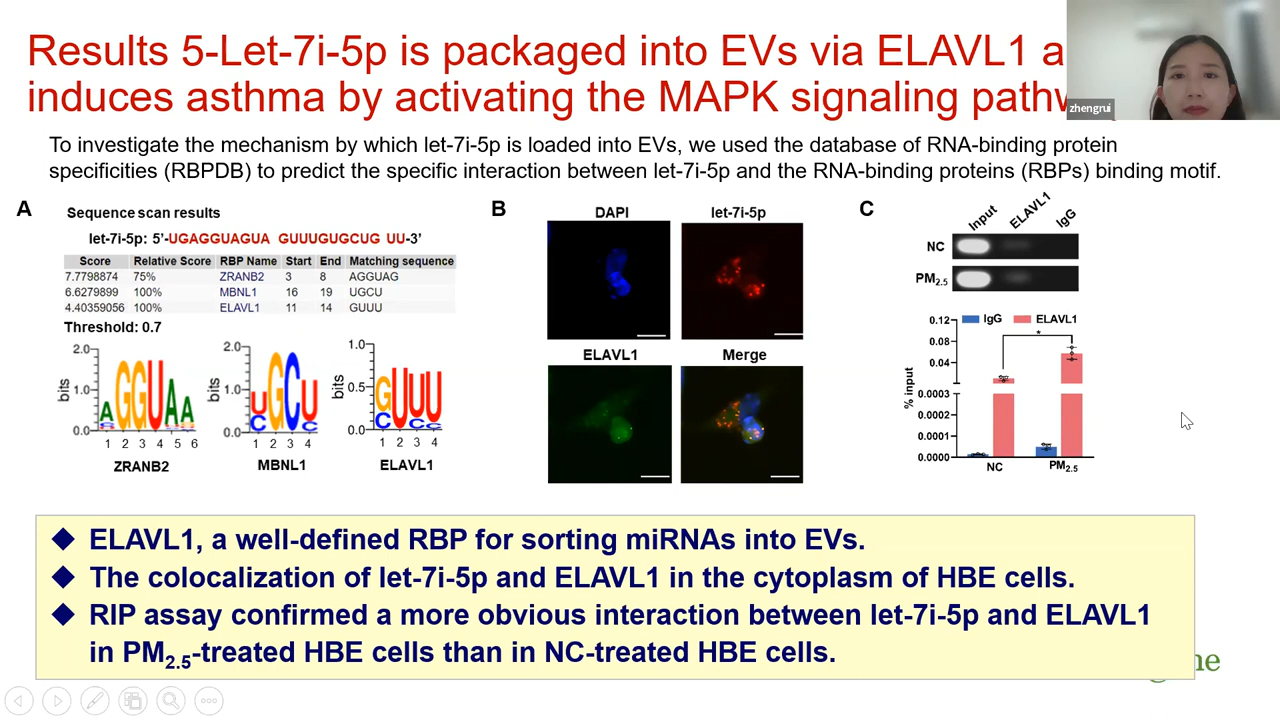 Results 5-Let-7i-5p is packaged into EVs via ELAVL1 a
induces asthma by activating the MAPK signaling pathw
zhengrui
To investigate the mechanism by which let-7i-5p is loaded into EVs, we used the database of RNA-binding protein
specificities (RBPDB) to predict the specific interaction between let-7i-5p and the RNA-binding proteins (RBPs) binding motif.
A
Sequence scan results
let-7i-5p: 5'-UGAGGUAGUA GUUUGUGCUG UU-3'
Score Relative Score RBP Name Start End Matching sequence
7.7798874 75% ZRANB2 3 8 AGGUAG
6.6279899 100% MBNL1 16 19 UGCU
4.40359056 100% ELAVL1 11 14 GUUU
Threshold: 0.7
2.0 1.0 0.0 bits
1 2 3 4 5 6
ZRANB2
2.0 1.0 0.0 bits
1 2 3 4
MBNL1
1.0 0.5 0.0 bits
1 2 3 4
ELAVL1
B
DAPI let-7i-5p
ELAVL1 Merge
C
Input ELAVL1 IgG
NC
PM2.5
IgG ELAVL1
% input
0.12
0.08
0.04
0.0003
0.0002
0.0001
0.0000
*
NC PM2.5
◆ ELAVL1, a well-defined RBP for sorting miRNAs into EVs.
◆ The colocalization of let-7i-5p and ELAVL1 in the cytoplasm of HBE cells.
◆ RIP assay confirmed a more obvious interaction between let-7i-5p and ELAVL1
in PM2.5-treated HBE cells than in NC-treated HBE cells.